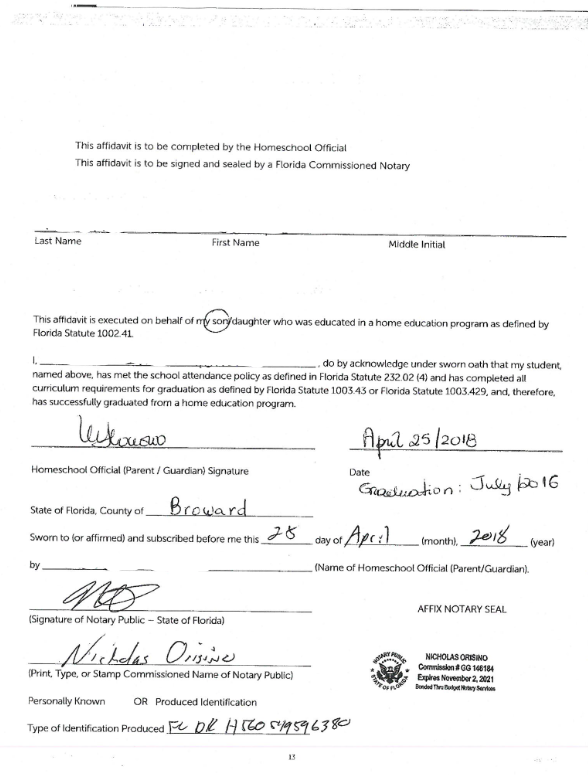 This affidavit is to be completed by the Homeschool Official
This affidavit is to be signed and sealed by a Florida Commissioned Notary
Last Name First Name Middle Initial
This affidavit is executed on behalf of my son/daughter who was educated in a home education program as defined by
Florida Statute 1002.41.
I, , do by acknowledge under sworn oath that my student,
named above, has met the school attendance policy as defined in Florida Statute 232.02 (4) and has completed all
curriculum requirements for graduation as defined by Florida Statute 1003.43 or Florida Statute 1003.429, and, therefore,
has successfully graduated from a home education program.
April 25/2018
Homeschool Official (Parent / Guardian) Signature Date
Graduation: July/2016
State of Florida, County of Broward
Sworn to (or affirmed) and subscribed before me this day of April (month), 2018 (year)
by (Name of Homeschool Official (Parent/Guardian).
(Signature of Notary Public – State of Florida) AFFIX NOTARY SEAL
Nicholas Orisino
(Print, Type, or Stamp Commissioned Name of Notary Public)
NOTARY PUBLIC
STATE OF FLORIDA
NICHOLAS ORISINO
Commission # GG 146184
Expires November 2, 2021
Bonded Thru Budget Notary Services
Personally Known OR Produced Identification
Type of Identification Produced FL DR
13